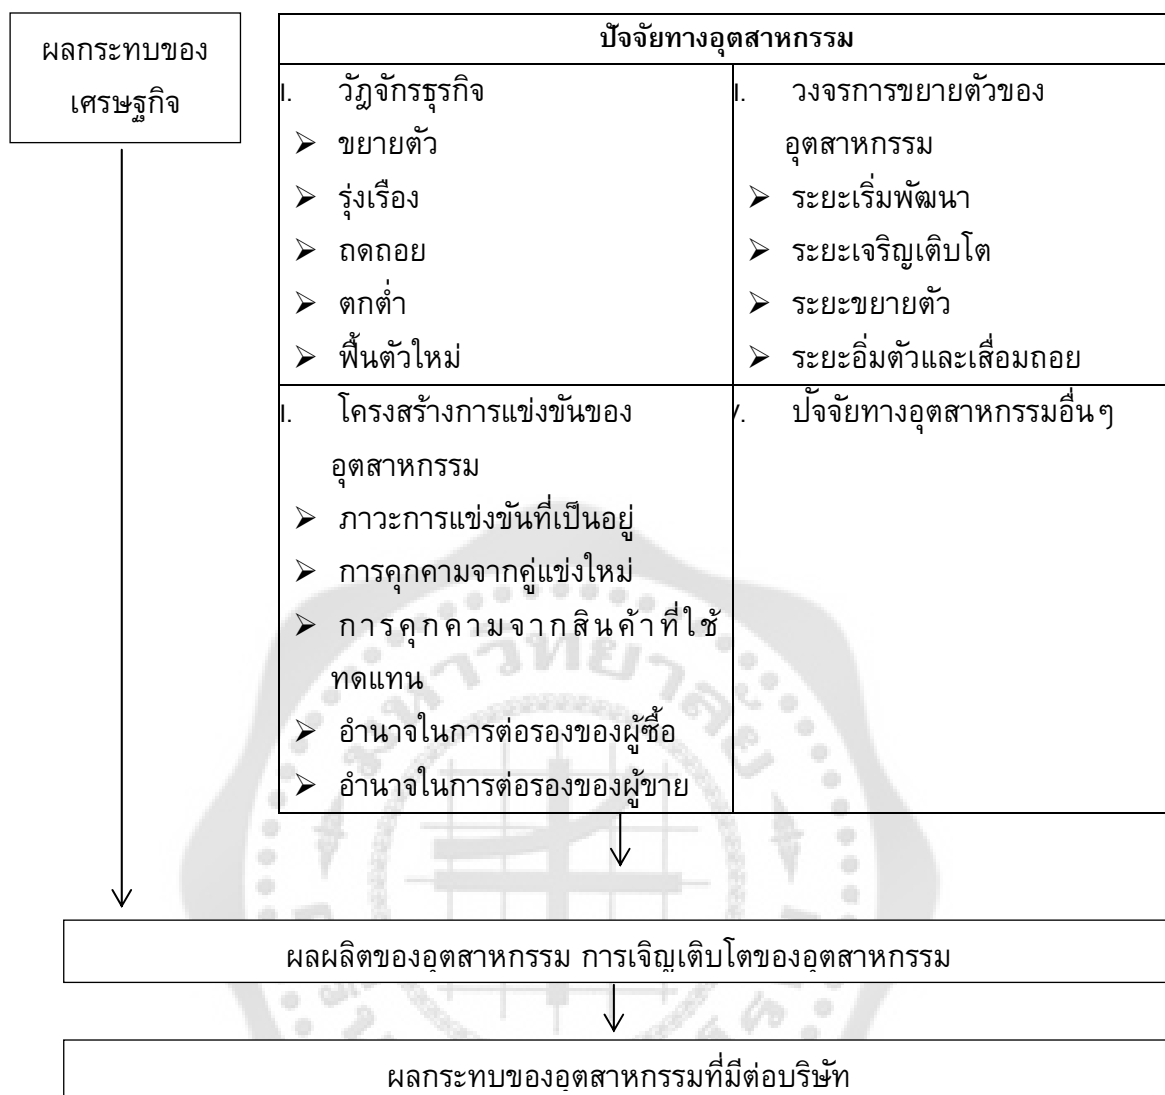 ผลกระทบของ
เศรษฐกิจ
ปัจจัยทางอุตสาหกรรม
I. วัฎจักรธุรกิจ
➢ ขยายตัว
➢ รุ่งเรือง
➢ ถดถอย
➢ ตกต่ำ
➢ ฟื้นตัวใหม่
I. วงจรการขยายตัวของ
อุตสาหกรรม
➢ ระยะเริ่มพัฒนา
➢ ระยะเจริญเติบโต
➢ ระยะขยายตัว
➢ ระยะอิ่มตัวและเสื่อมถอย
I. โครงสร้างการแข่งขันของ
อุตสาหกรรม
➢ ภาวะการแข่งขันที่เป็นอยู่
➢ การคุกคามจากคู่แข่งใหม่
➢ การคุกคามจากสินค้าที่ใช้
ทดแทน
➢ อำนาจในการต่อรองของผู้ซื้อ
➢ อำนาจในการต่อรองของผู้ขาย
V. ปัจจัยทางอุตสาหกรรมอื่นๆ
ผลผลิตของอุตสาหกรรม การเจิญเติบโตของอุตสาหกรรม
ผลกระทบของอุตสาหกรรมที่มีต่อบริษัท
มหาวิทยาลัย